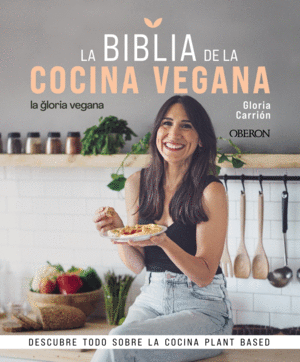 LA BIBLIA DE LA
COCINA VEGANA
la gloria vegana
Gloria
Carrión
OBERON
DESCUBRE TODO SOBRE LA COCINA PLANT BASED